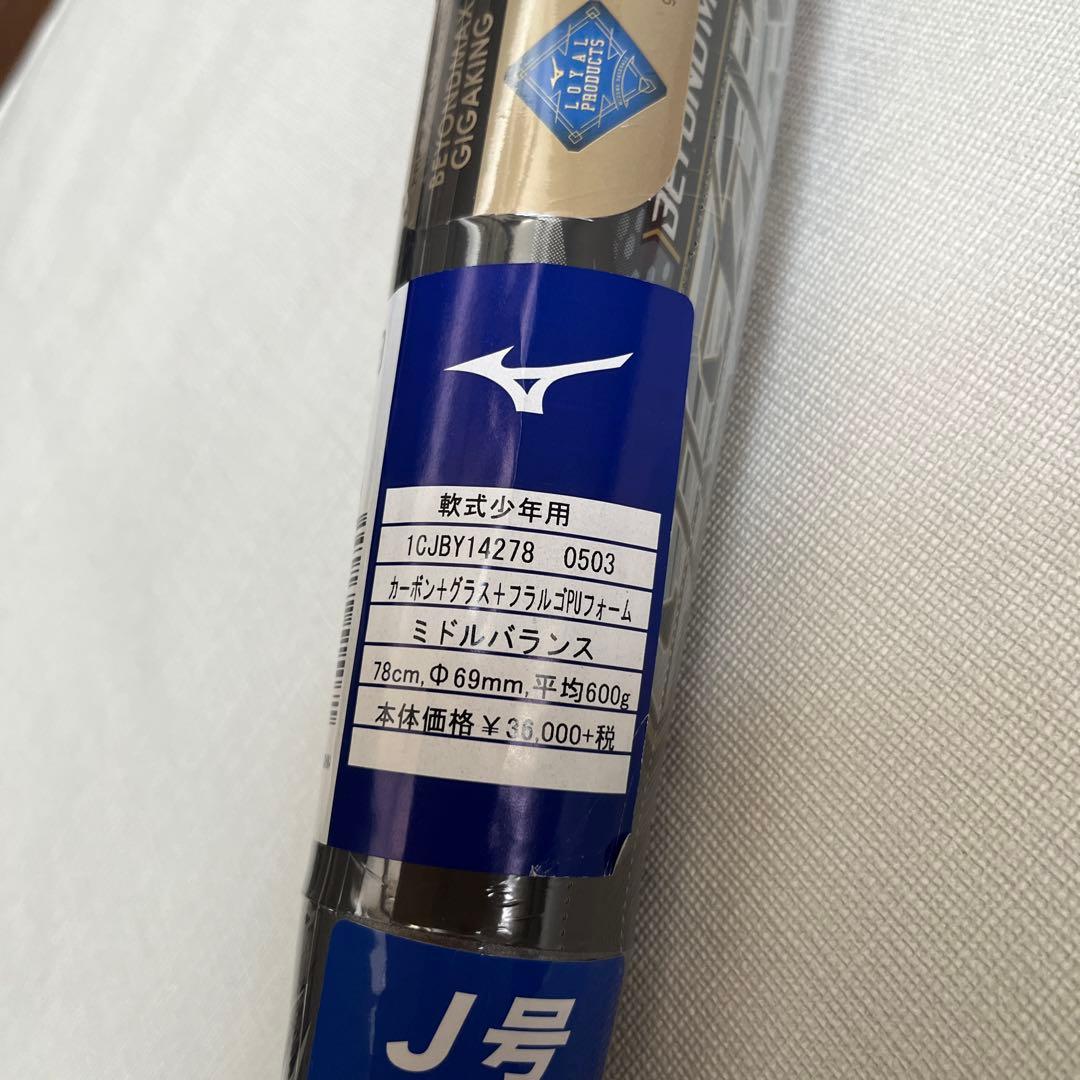 LOYAL
PRODUCTS
BEYONDMAX
GIGAKING
軟式少年用
1CJBY14278 0503
カーボン+グラス+フラルゴPUフォーム
ミドルバランス
78cm,Φ69mm,平均600g
本体価格￥36,000+税
J号